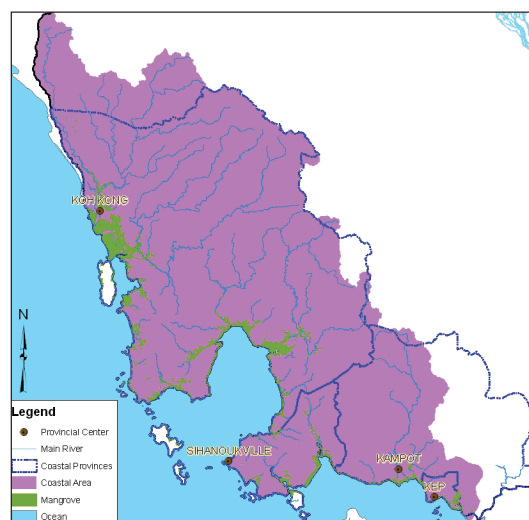 KOH KONG
N
SIHANOUKVILLE
KAMPOT
KEP
Legend
Provincial Center
Main River
Coastal Provinces
Coastal Area
Mangrove
Ocean